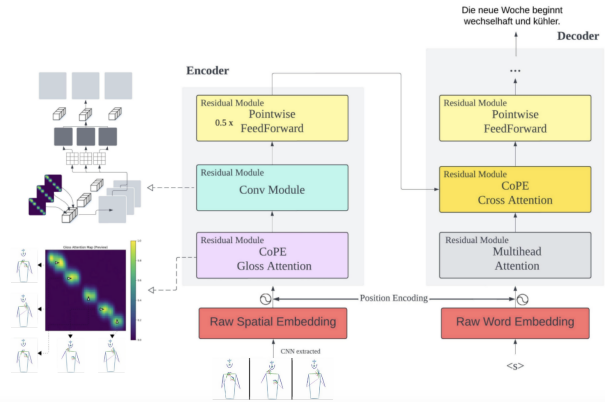 Die neue Woche beginnt
wechselhaft und kühler.
Decoder
Encoder
...
Residual Module
0.5 x
Pointwise
FeedForward
Residual Module
Pointwise
FeedForward
Residual Module
Conv Module
Residual Module
CoPE
Cross Attention
Residual Module
CoPE
Gloss Attention
Residual Module
Multihead
Attention
Position Encoding
Raw Spatial Embedding
Raw Word Embedding
CNN extracted
<s>